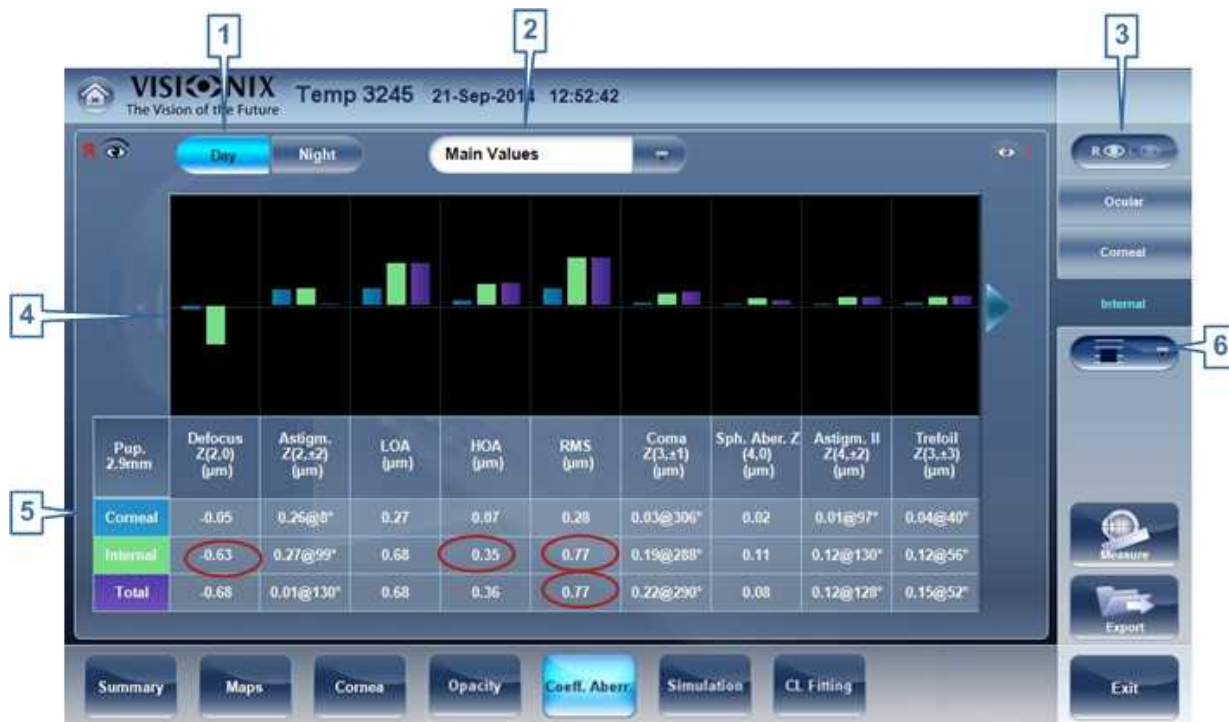 1
2
3
VISIONIX
The Vision of the Future
Temp 3245 21-Sep-2014 12:52:42
R
Day Night
Main Values
R
Ocular
Corneal
Internal
4
6
Pup. 2.9mm
Defocus Z(2,0) (µm)
Astigm. Z(2,±2) (µm)
LOA (µm)
HOA (µm)
RMS (µm)
Coma Z(3,±1) (µm)
Sph. Aber. Z (4,0) (µm)
Astigm. II Z(4,±2) (µm)
Trefoil Z(3,±3) (µm)
5
Corneal -0.05 0.26@8° 0.27 0.07 0.28 0.03@306° 0.02 0.01@97° 0.04@40°
Internal -0.63 0.27@99° 0.68 0.35 0.77 0.19@288° 0.11 0.12@130° 0.12@56°
Total -0.68 0.01@130° 0.68 0.36 0.77 0.22@290° 0.08 0.12@128° 0.15@52°
Measure
Export
Summary Maps Cornea Opacity Coeff. Aberr. Simulation CL Fitting Exit